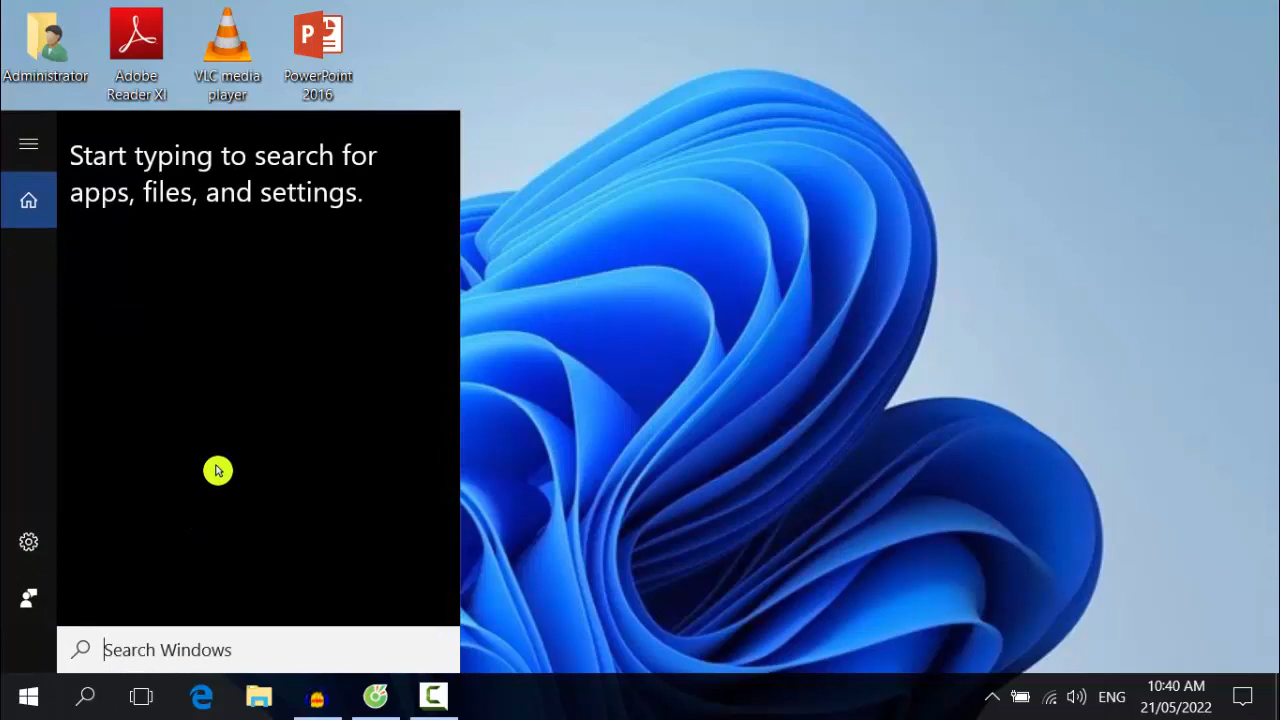 Administrator
Adobe
Reader XI
VLC media
player
PowerPoint
2016
Start typing to search for
apps, files, and settings.
Search Windows
ENG
10:40 AM
21/05/2022